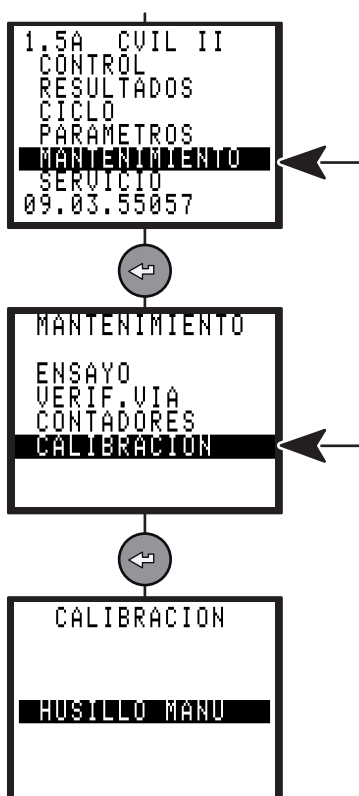 1.5A CVIL II
CONTROL
RESULTADOS
CICLO
PARAMETROS
MANTENIMIENTO
SERVICIO
09.03.55057
MANTENIMIENTO
ENSAYO
VERIF.VIA
CONTADORES
CALIBRACION
CALIBRACION
HUSILLO MANU